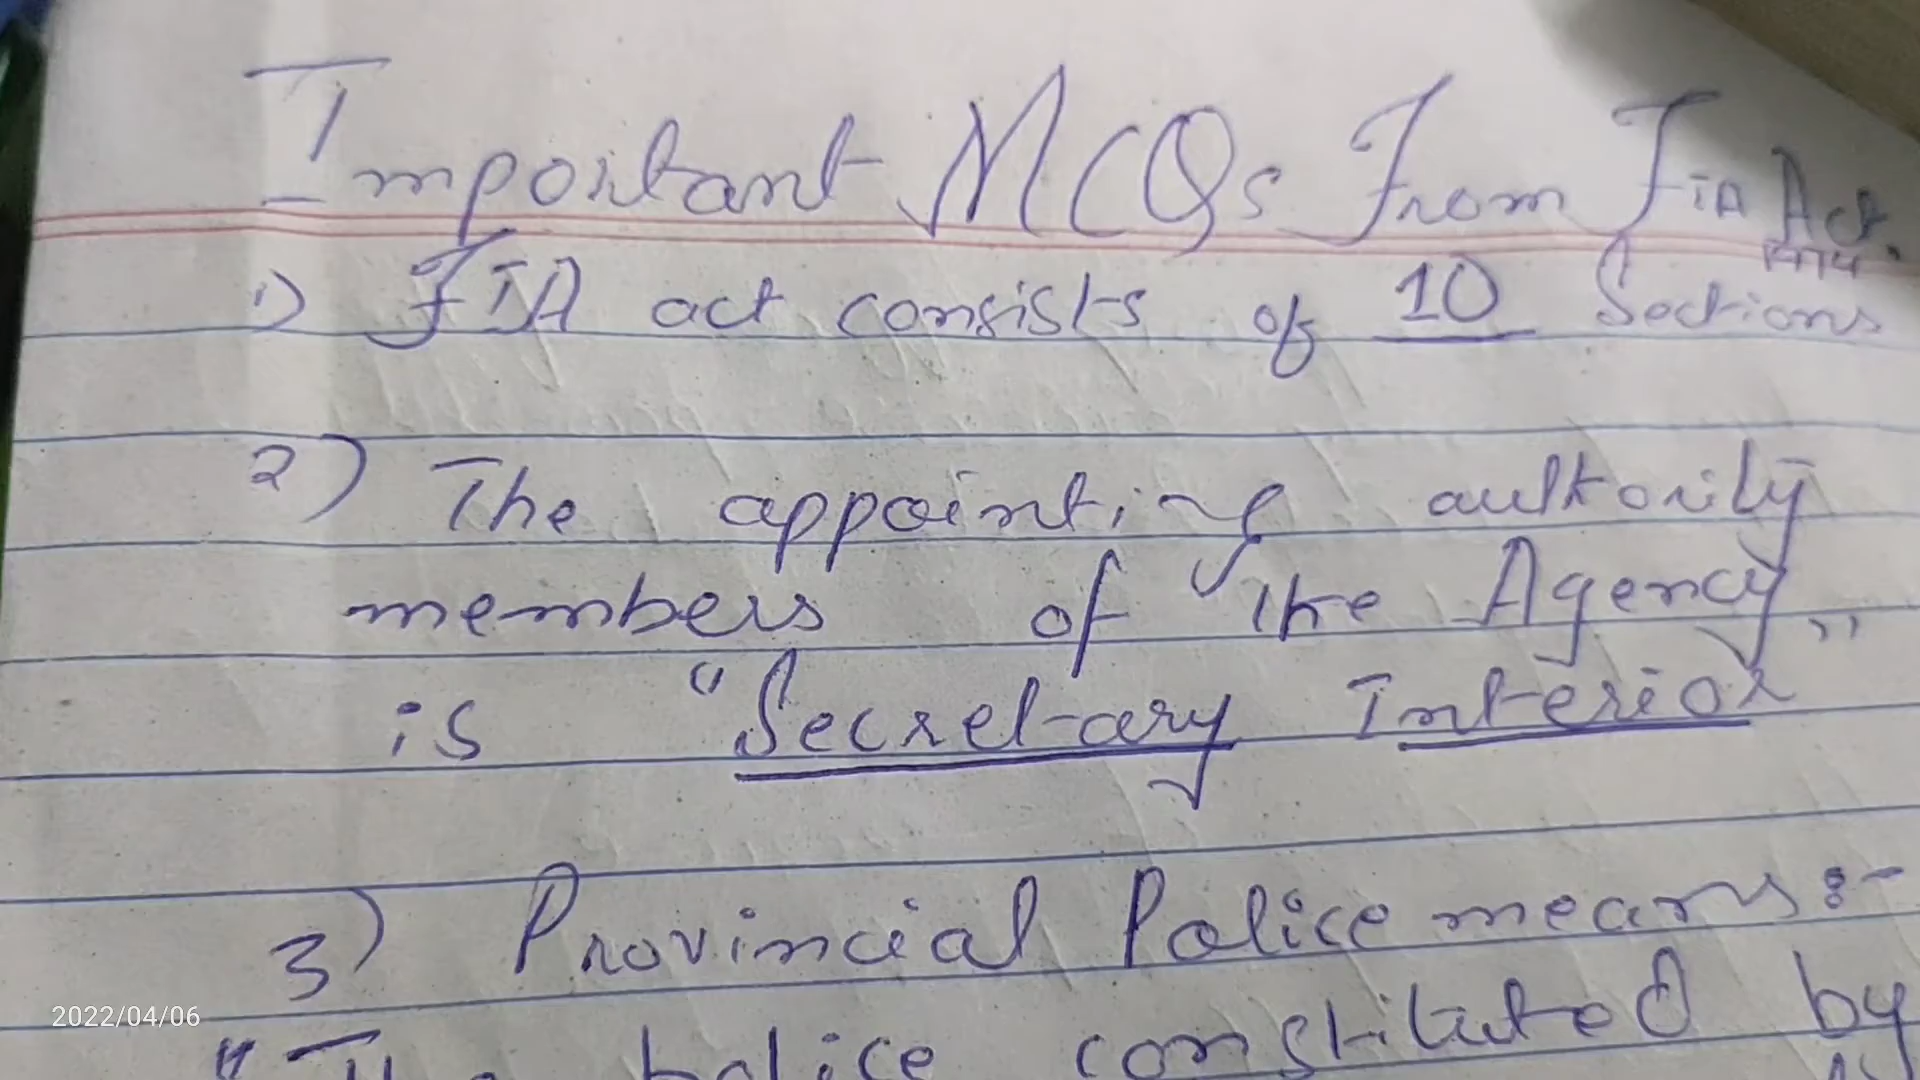 Important MCQs From FIA Act.
1974
1) FIA act consists of 10 Sections
2) The appointing authority
members of the Agency
is "Secretary Interior"
3) Provincial Police means:-
" The police constituted by
2022/04/06